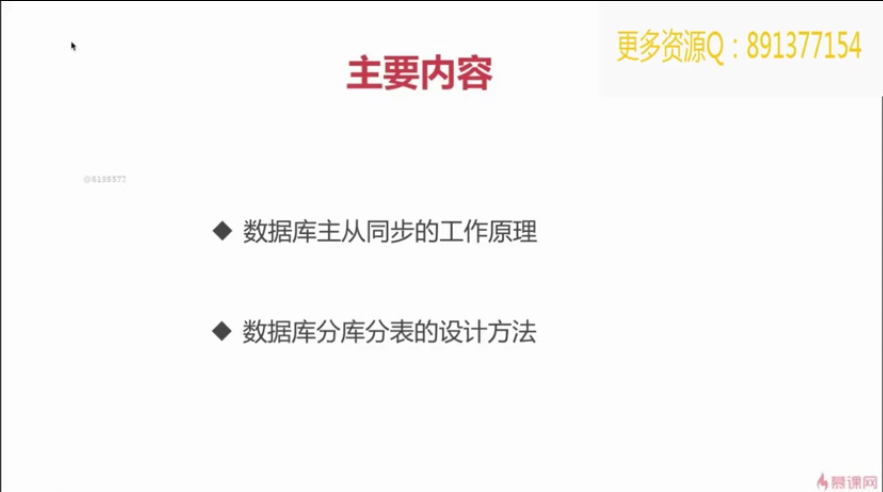 更多资源Q：891377154
主要内容
@6155577
◆ 数据库主从同步的工作原理
◆ 数据库分库分表的设计方法
慕课网